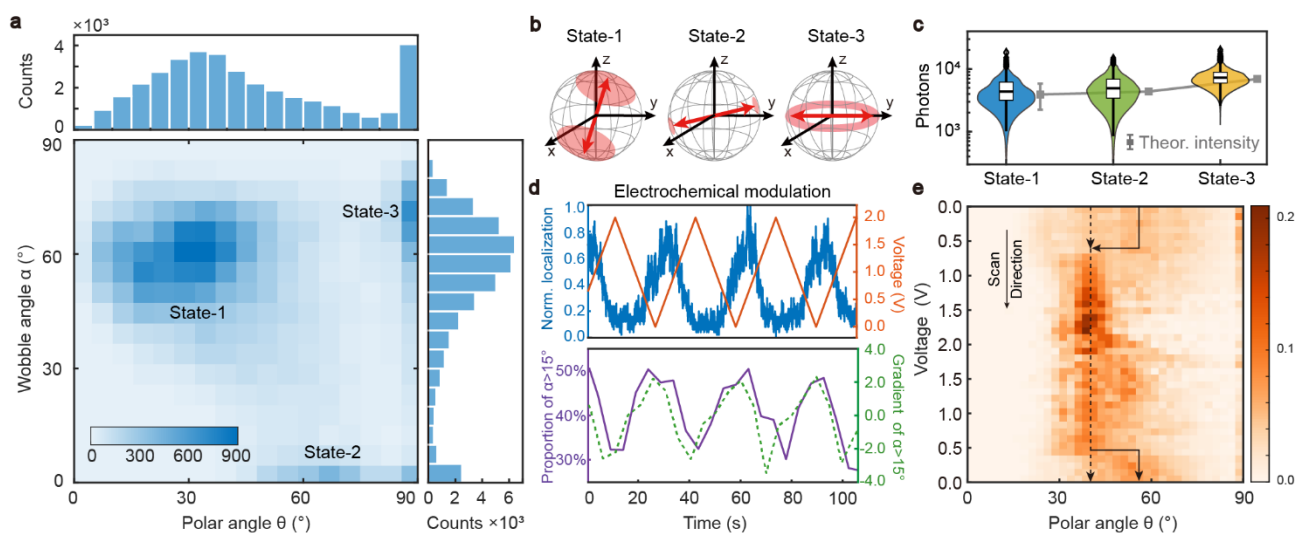 a
×10³
4
2
0
Counts
0
30
60
90
90
60
30
0
Wobble angle α (°)
State-1
State-3
State-2
0 300 600 900
0 30 60 90
Polar angle θ (°)
0 2 4 6
Counts ×10³
b
State-1 State-2 State-3
z z z
y y y
x x x
c
Photons
10⁴
10³
Theor. intensity
State-1 State-2 State-3
d
Electrochemical modulation
Norm. localization
1.0
0.8
0.6
0.4
0.2
0.0
2.0
1.5
1.0
0.5
0.0
Voltage (V)
Proportion of α>15°
50%
40%
30%
4.0
2.0
0.0
-2.0
-4.0
Gradient of α>15°
0 20 40 60 80 100
Time (s)
e
Voltage (V)
0.0
0.5
1.0
1.5
2.0
1.5
1.0
0.5
0.0
Scan
Direction
0 30 60 90
Polar angle θ (°)
0.2
0.1
0.0